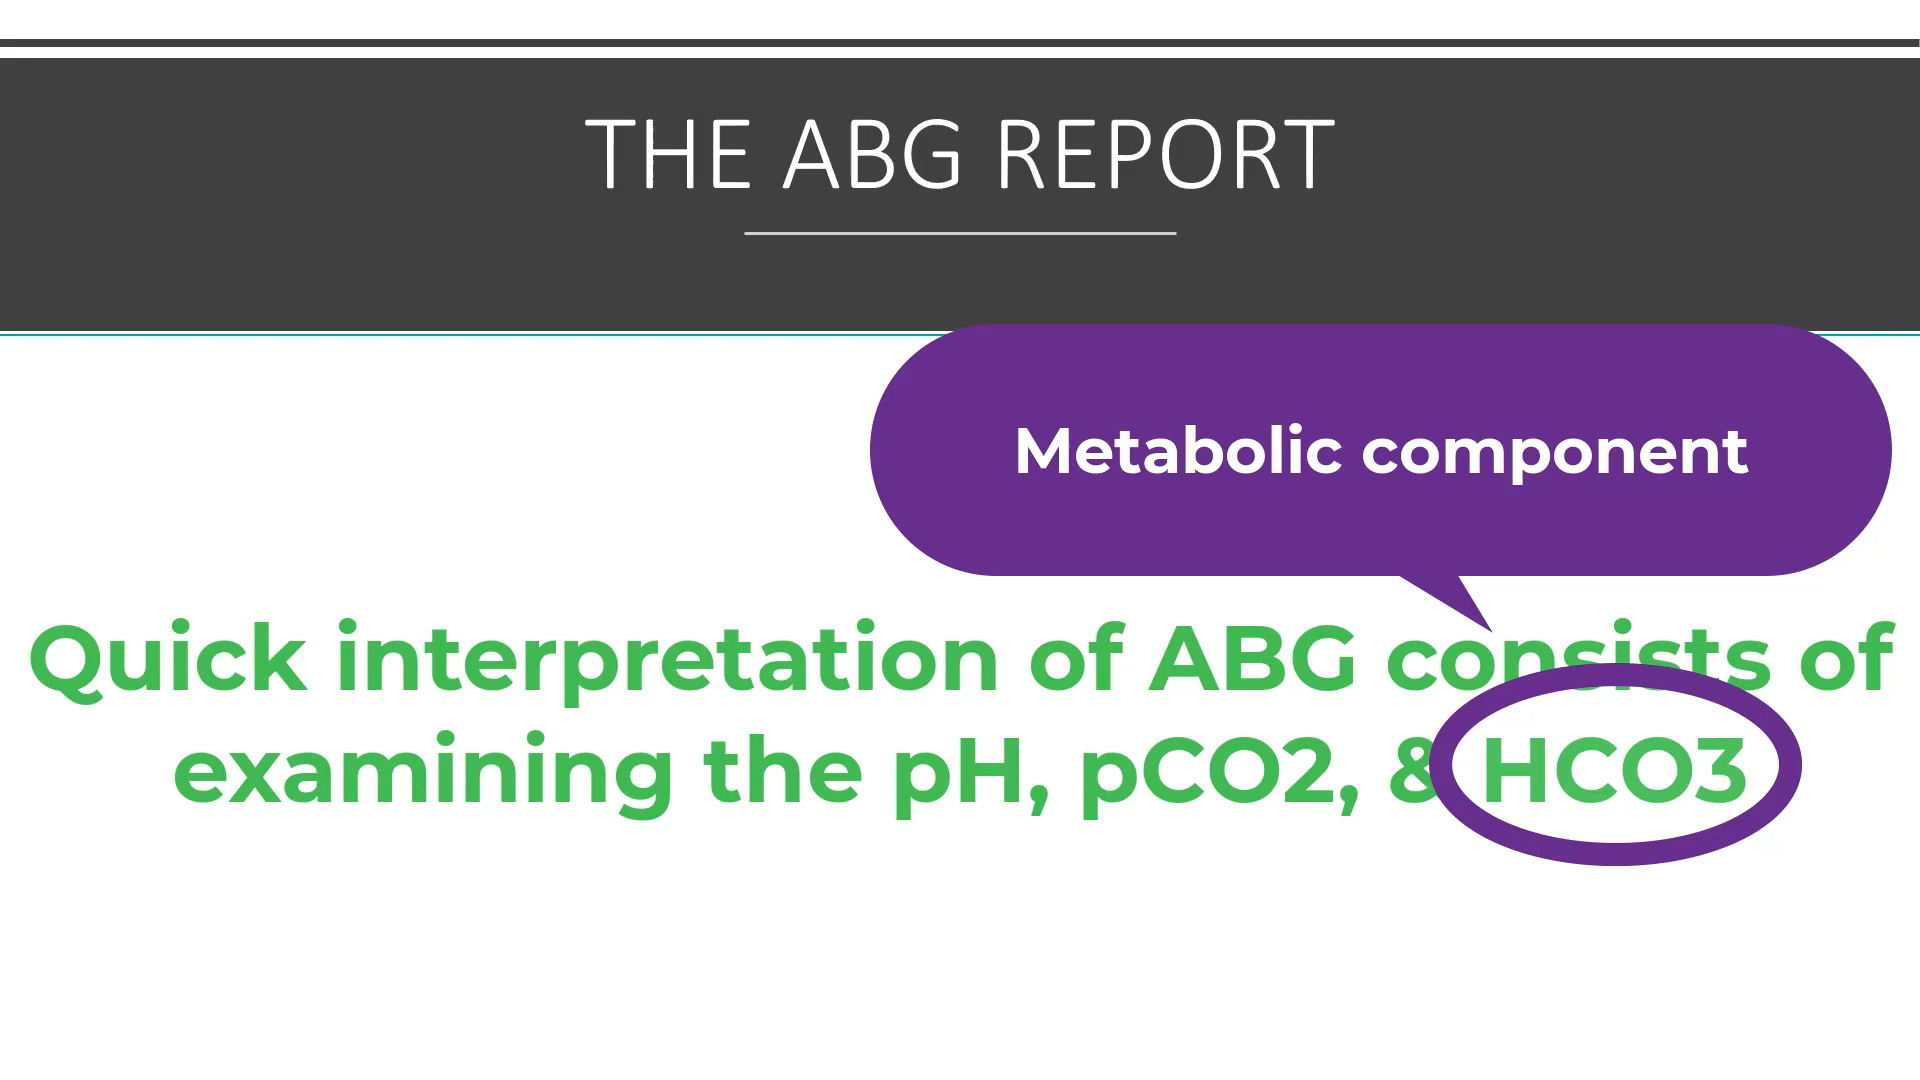 THE ABG REPORT
Metabolic component
Quick interpretation of ABG consists of
examining the pH, pCO2, & HCO3